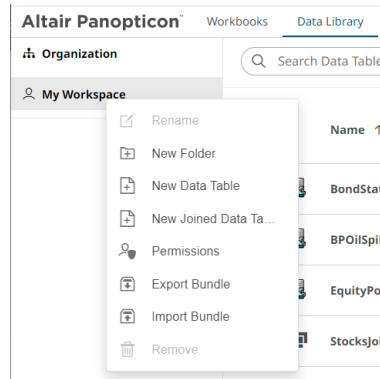 Altair Panopticon™ Workbooks Data Library
Organization
Search Data Table
My Workspace
Rename
Name ↑
New Folder
New Data Table
BondStat
New Joined Data Ta...
Permissions
BPOilSpil
Export Bundle
EquityPo
Import Bundle
Remove
StocksJoi